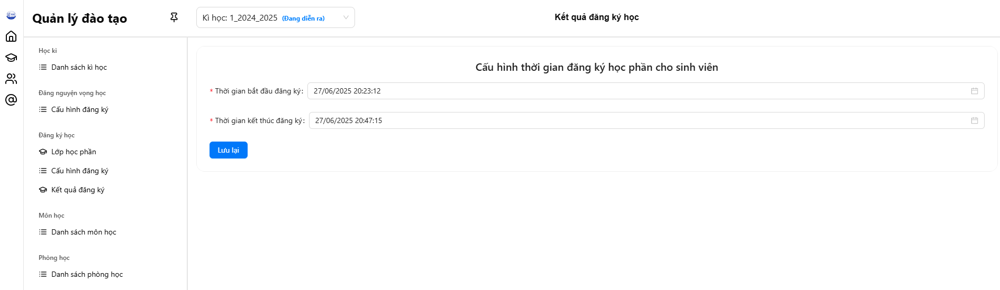 Quản lý đào tạo
Học kì
Danh sách kì học
Đăng nguyện vọng học
Cấu hình đăng ký
Đăng ký học
Lớp học phần
Cấu hình đăng ký
Kết quả đăng ký
Môn học
Danh sách môn học
Phòng học
Danh sách phòng học
Kì học: 1_2024_2025 (Đang diễn ra)
Kết quả đăng ký học
Cấu hình thời gian đăng ký học phần cho sinh viên
* Thời gian bắt đầu đăng ký: 27/06/2025 20:23:12
* Thời gian kết thúc đăng ký: 27/06/2025 20:47:15
Lưu lại